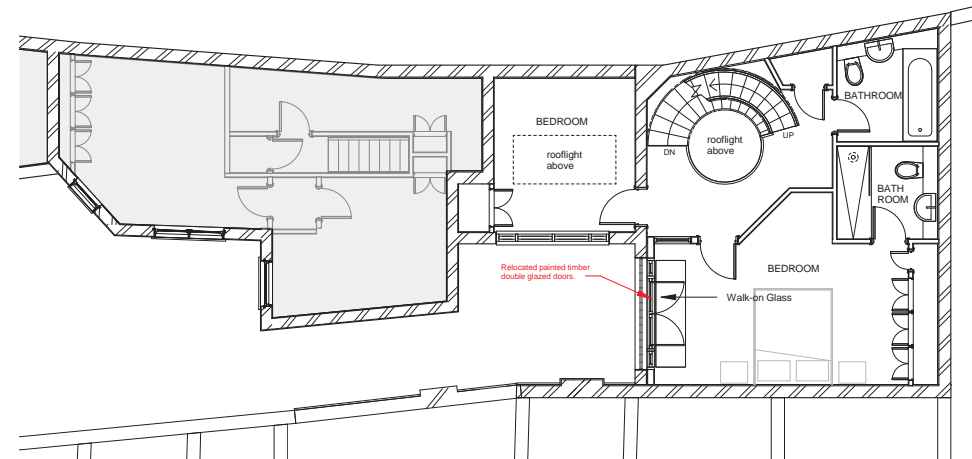 BEDROOM
rooflight
above
DN
UP
rooflight
above
BATHROOM
BATH
ROOM
Relocated painted timber
double glazed doors.
BEDROOM
Walk-on Glass